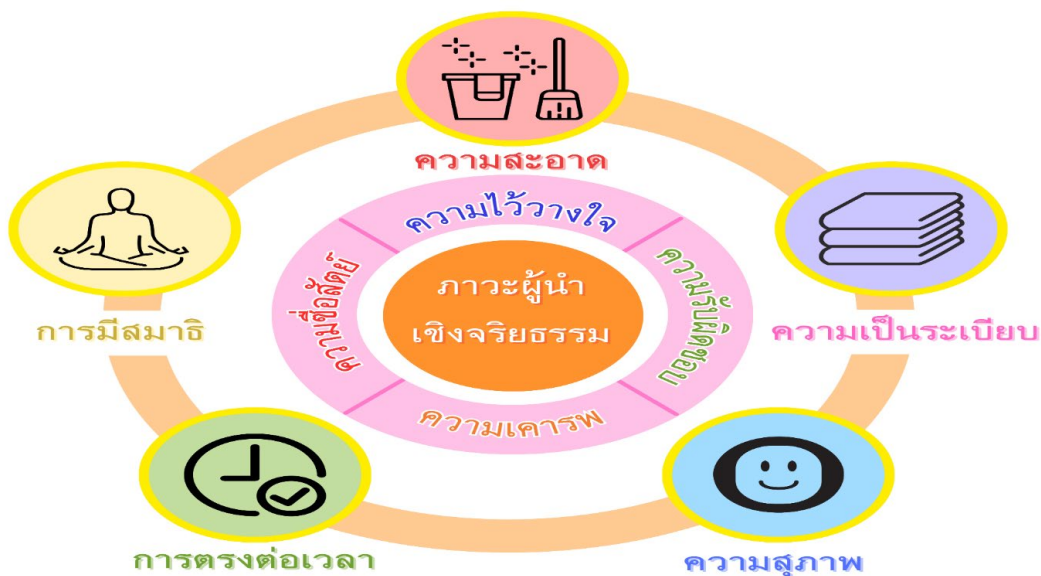 ความสะอาด
ความไว้วางใจ
ความซื่อสัตย์
ภาวะผู้นำ
เชิงจริยธรรม
ความรับผิดชอบ
ความเคารพ
การมีสมาธิ
ความเป็นระเบียบ
การตรงต่อเวลา
ความสุภาพ